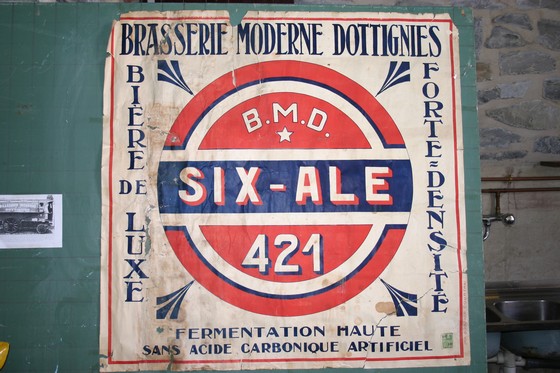 BRASSERIE MODERNE DOTTIGNIES
BIÈRE DE LUXE
FORTE=DENSITÉ
B.M.D.
SIX-ALE
421
FERMENTATION HAUTE
SANS ACIDE CARBONIQUE ARTIFICIEL